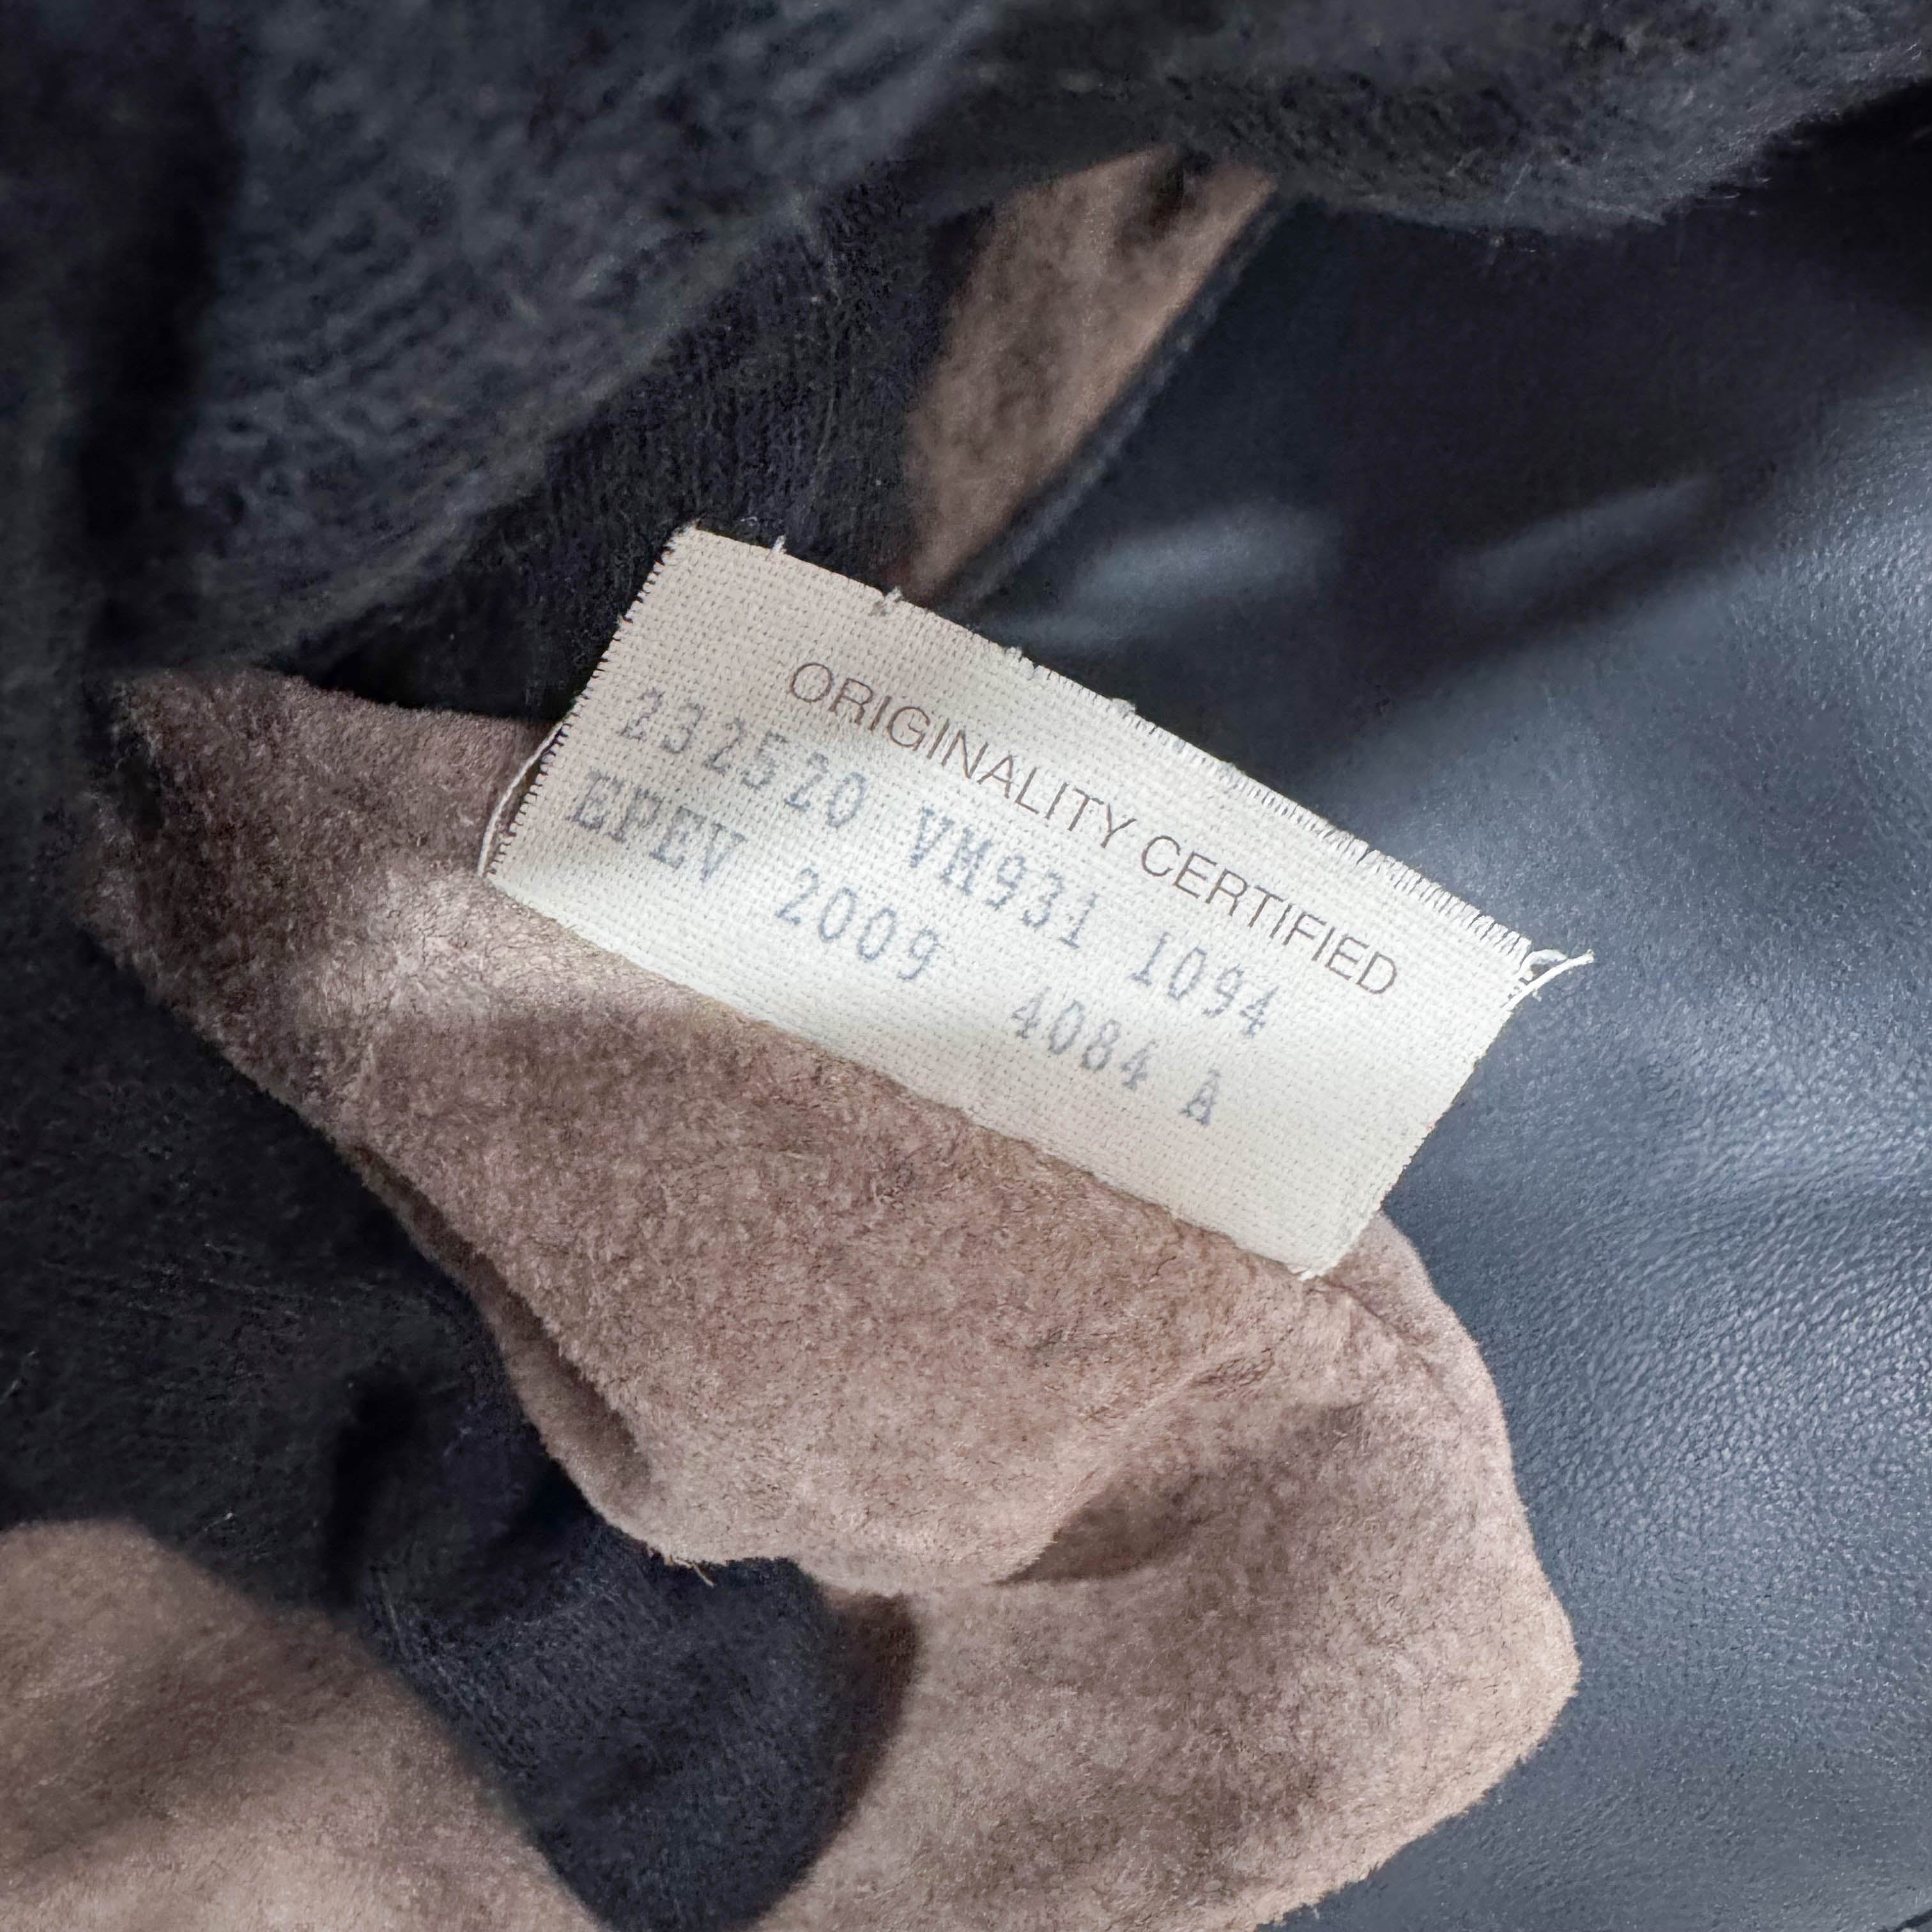 ORIGINALITY CERTIFIED
232520 VM931 1094
EPEV 2009 4084 A